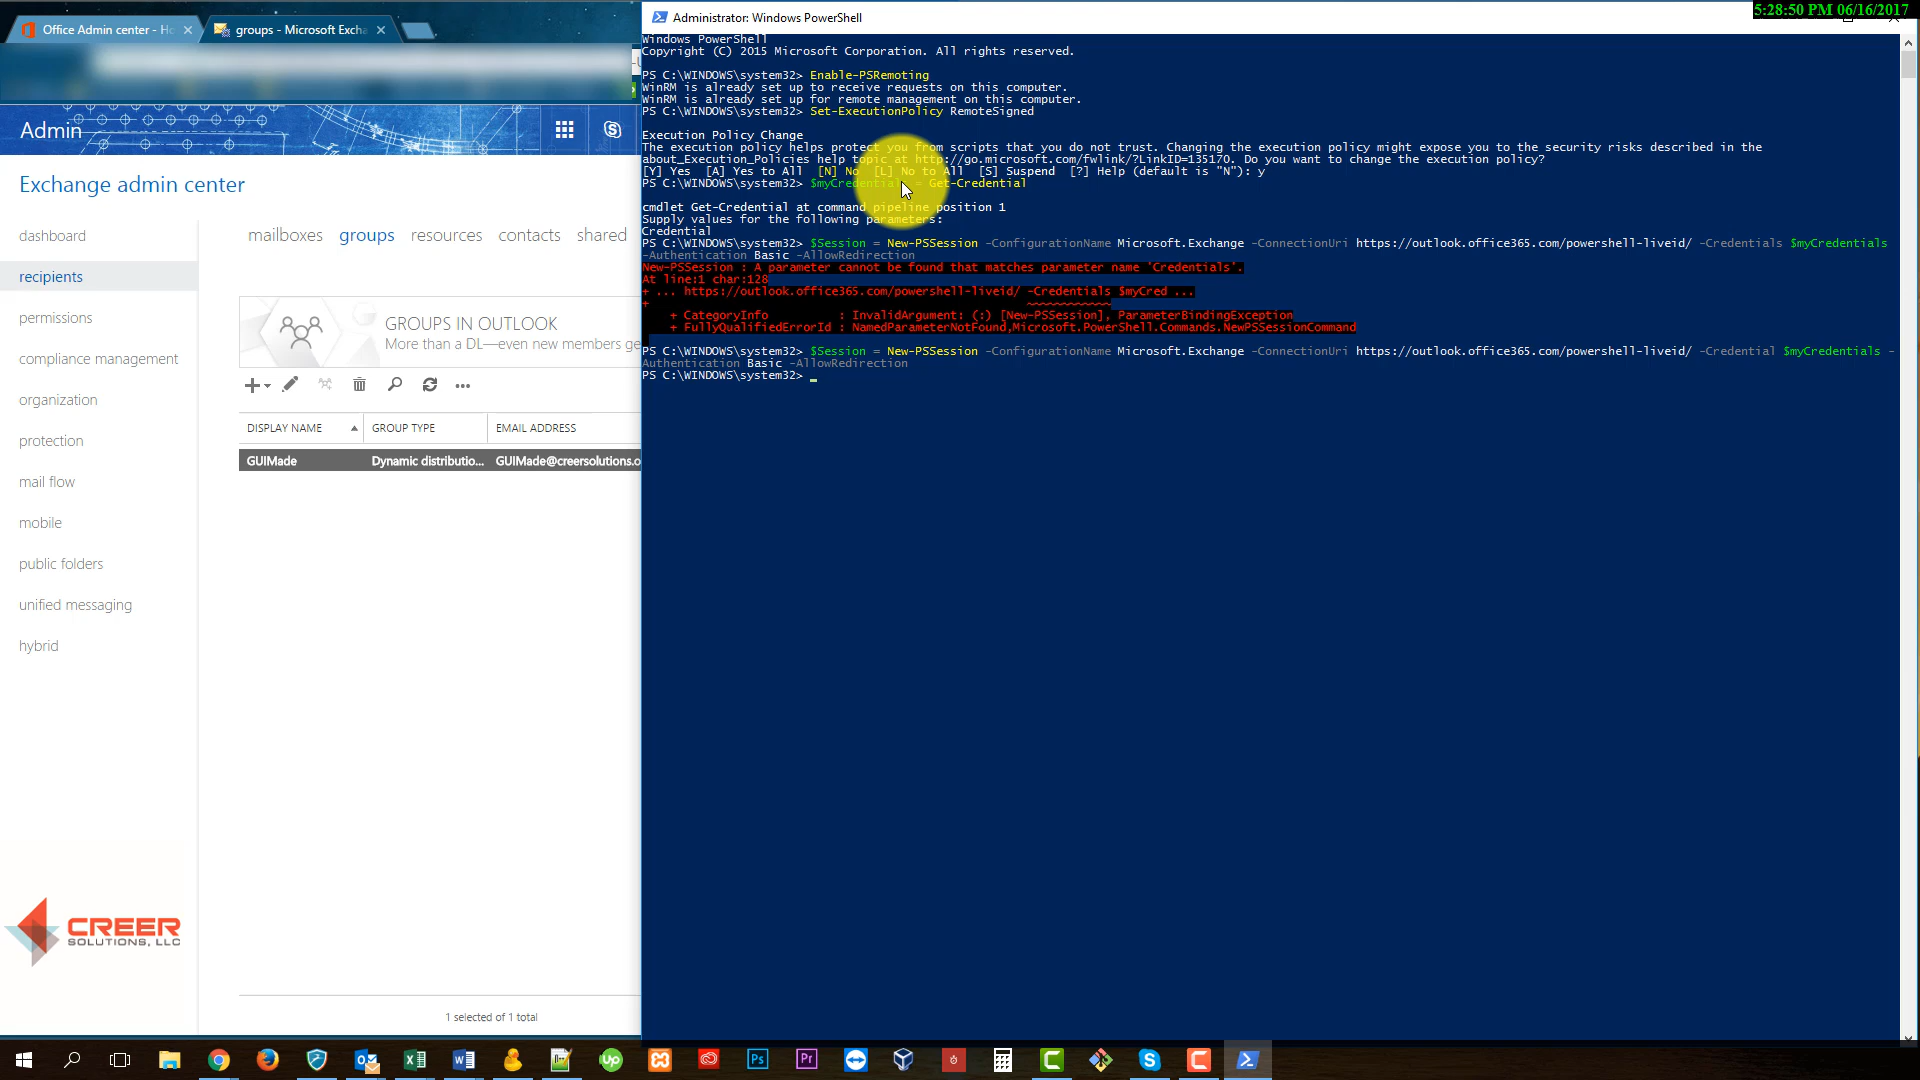 Office Admin center - Ho
groups - Microsoft Excha
Admin
Exchange admin center
dashboard
recipients
permissions
compliance management
organization
protection
mail flow
mobile
public folders
unified messaging
hybrid
CREER
SOLUTIONS, LLC
mailboxes groups resources contacts shared
GROUPS IN OUTLOOK
More than a DL—even new members ge
DISPLAY NAME GROUP TYPE EMAIL ADDRESS
GUIMade Dynamic distributio... GUIMade@creersolutions.o
1 selected of 1 total
Administrator: Windows PowerShell
5:28:50 PM 06/16/2017
Windows PowerShell
Copyright (C) 2015 Microsoft Corporation. All rights reserved.
PS C:\WINDOWS\system32> Enable-PSRemoting
WinRM is already set up to receive requests on this computer.
WinRM is already set up for remote management on this computer.
PS C:\WINDOWS\system32> Set-ExecutionPolicy RemoteSigned
Execution Policy Change
The execution policy helps protect you from scripts that you do not trust. Changing the execution policy might expose you to the security risks described in the
about_Execution_Policies help topic at http://go.microsoft.com/fwlink/?LinkID=135170. Do you want to change the execution policy?
[Y] Yes [A] Yes to All [N] No [L] No to All [S] Suspend [?] Help (default is "N"): y
PS C:\WINDOWS\system32> $myCredentials = Get-Credential
cmdlet Get-Credential at command pipeline position 1
Supply values for the following parameters:
Credential
PS C:\WINDOWS\system32> $Session = New-PSSession -ConfigurationName Microsoft.Exchange -ConnectionUri https://outlook.office365.com/powershell-liveid/ -Credentials $myCredentials
-Authentication Basic -AllowRedirection
New-PSSession : A parameter cannot be found that matches parameter name 'Credentials'.
At line:1 char:128
+ ... https://outlook.office365.com/powershell-liveid/ -Credentials $myCred ...
+ ~~~~~~~~~~~~
+ CategoryInfo : InvalidArgument: (:) [New-PSSession], ParameterBindingException
+ FullyQualifiedErrorId : NamedParameterNotFound,Microsoft.PowerShell.Commands.NewPSSessionCommand
PS C:\WINDOWS\system32> $Session = New-PSSession -ConfigurationName Microsoft.Exchange -ConnectionUri https://outlook.office365.com/powershell-liveid/ -Credential $myCredentials -
Authentication Basic -AllowRedirection
PS C:\WINDOWS\system32> _